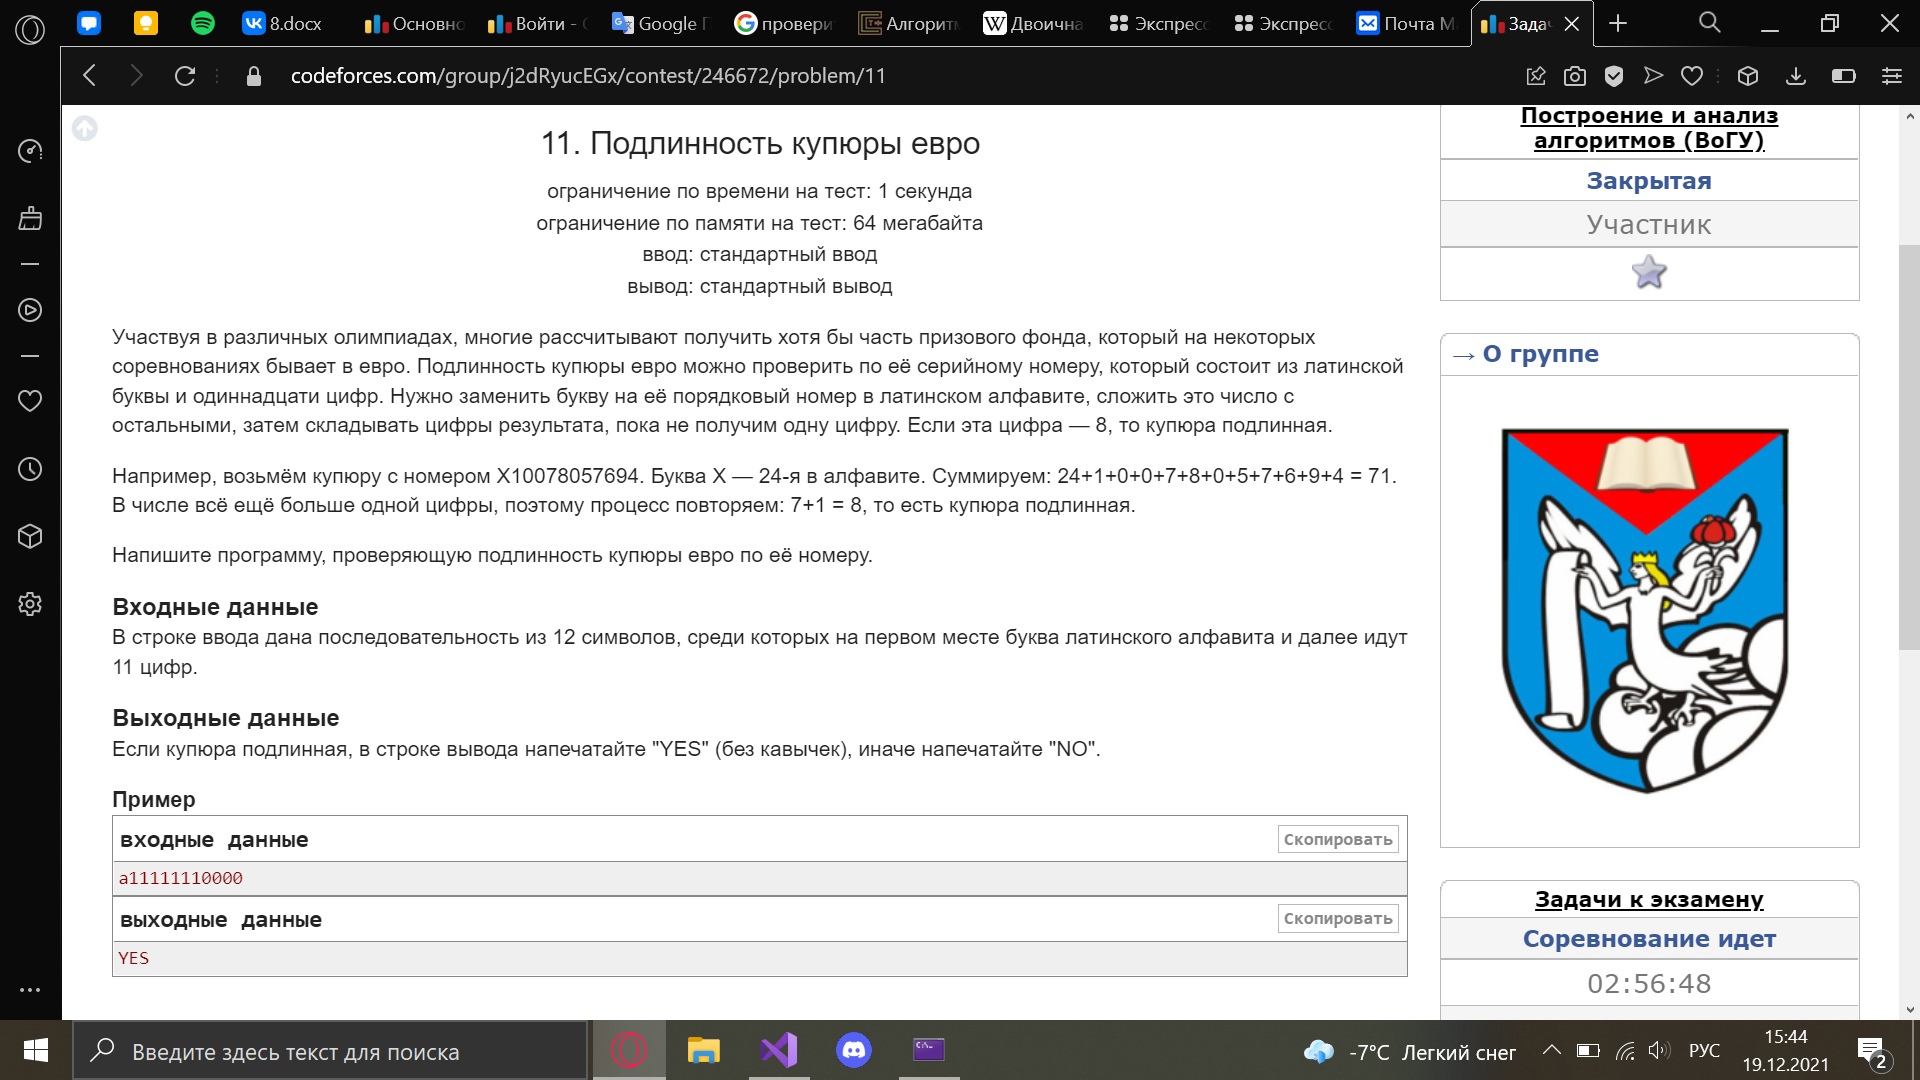 8.docx
Основно
Войти - С
Google П
провери
Алгоритм
Двоична
Экспресс
Экспресс
Почта М
Задач
codeforces.com/group/j2dRyucEGx/contest/246672/problem/11
11. Подлинность купюры евро
ограничение по времени на тест: 1 секунда
ограничение по памяти на тест: 64 мегабайта
ввод: стандартный ввод
вывод: стандартный вывод
Участвуя в различных олимпиадах, многие рассчитывают получить хотя бы часть призового фонда, который на некоторых
соревнованиях бывает в евро. Подлинность купюры евро можно проверить по её серийному номеру, который состоит из латинской
буквы и одиннадцати цифр. Нужно заменить букву на её порядковый номер в латинском алфавите, сложить это число с
остальными, затем складывать цифры результата, пока не получим одну цифру. Если эта цифра — 8, то купюра подлинная.
Например, возьмём купюру с номером X10078057694. Буква X — 24-я в алфавите. Суммируем: 24+1+0+0+7+8+0+5+7+6+9+4 = 71.
В числе всё ещё больше одной цифры, поэтому процесс повторяем: 7+1 = 8, то есть купюра подлинная.
Напишите программу, проверяющую подлинность купюры евро по её номеру.
Входные данные
В строке ввода дана последовательность из 12 символов, среди которых на первом месте буква латинского алфавита и далее идут
11 цифр.
Выходные данные
Если купюра подлинная, в строке вывода напечатайте "YES" (без кавычек), иначе напечатайте "NO".
Пример
входные данные
Скопировать
a11111110000
выходные данные
Скопировать
YES
Построение и анализ
алгоритмов (ВоГУ)
Закрытая
Участник
→ О группе
Задачи к экзамену
Соревнование идет
02:56:48
Введите здесь текст для поиска
-7°C Легкий снег
РУС
15:44
19.12.2021
2